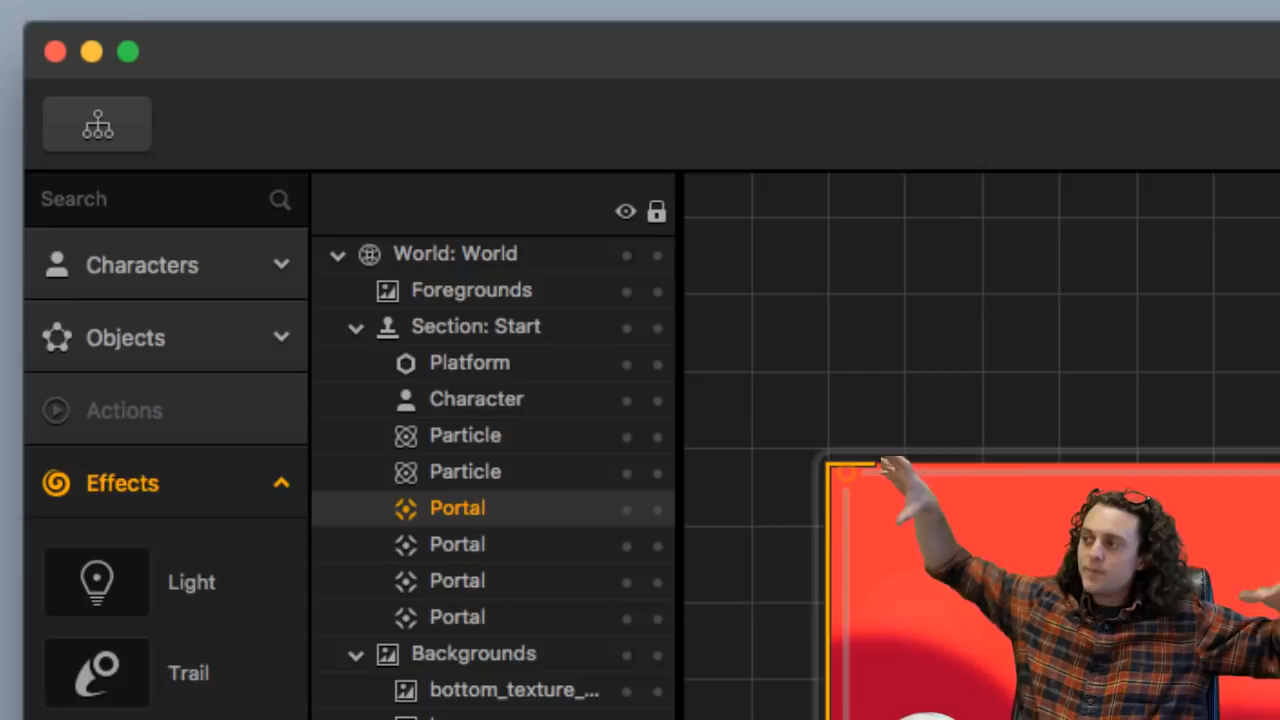 Search
Characters
Objects
Actions
Effects
Light
Trail
World: World
Foregrounds
Section: Start
Platform
Character
Particle
Particle
Portal
Portal
Portal
Portal
Backgrounds
bottom_texture_...